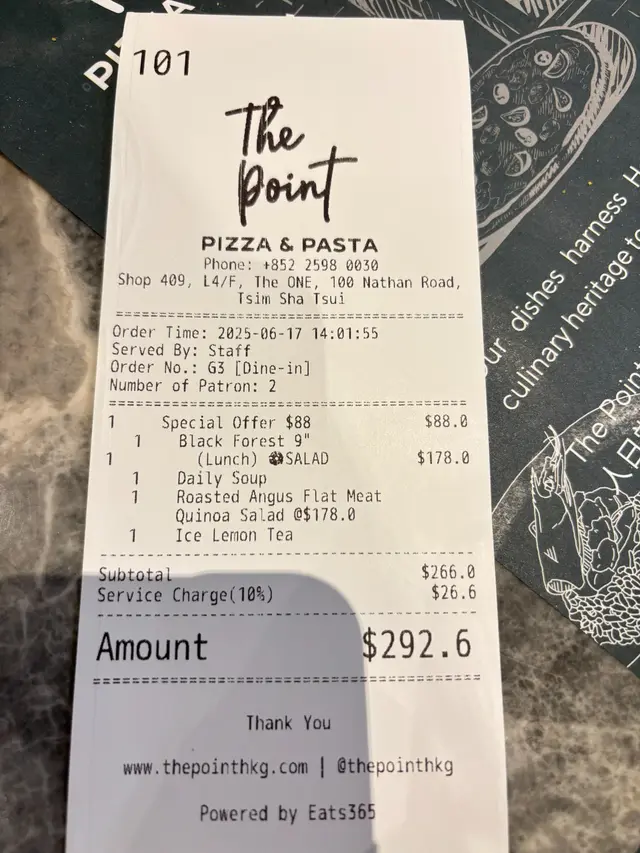 PIZZA
101
The
Point
PIZZA & PASTA
Phone: +852 2598 0030
Shop 409, L4/F, The ONE, 100 Nathan Road,
Tsim Sha Tsui
Order Time: 2025-06-17 14:01:55
Served By: Staff
Order No.: G3 [Dine-in]
Number of Patron: 2
1 Special Offer $88 $88.0
1 Black Forest 9"
1 (Lunch) SALAD $178.0
1 Daily Soup
1 Roasted Angus Flat Meat
Quinoa Salad @$178.0
1 Ice Lemon Tea
Subtotal $266.0
Service Charge(10%) $26.6
Amount $292.6
Thank You
www.thepointhkg.com | @thepointhkg
Powered by Eats365
dishes harness
culinary heritage to
The Point